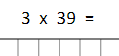 3 x 39 =